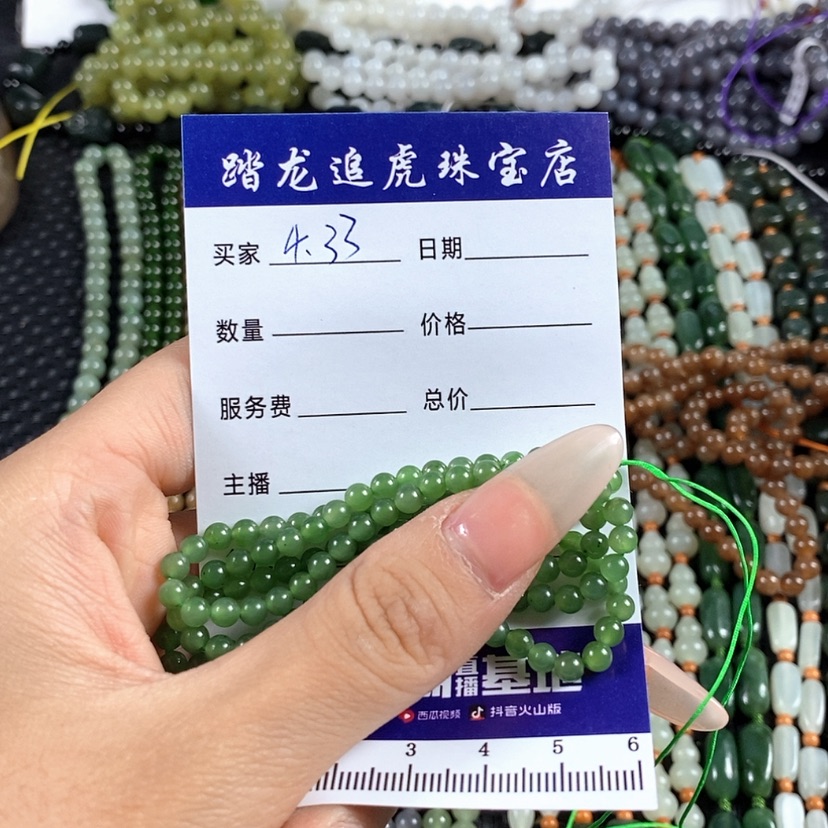 踏龙追虎珠宝店
买家 4.33 日期
数量 价格
服务费 总价
主播
直播基地
西瓜视频 抖音火山版
3 4 5 6